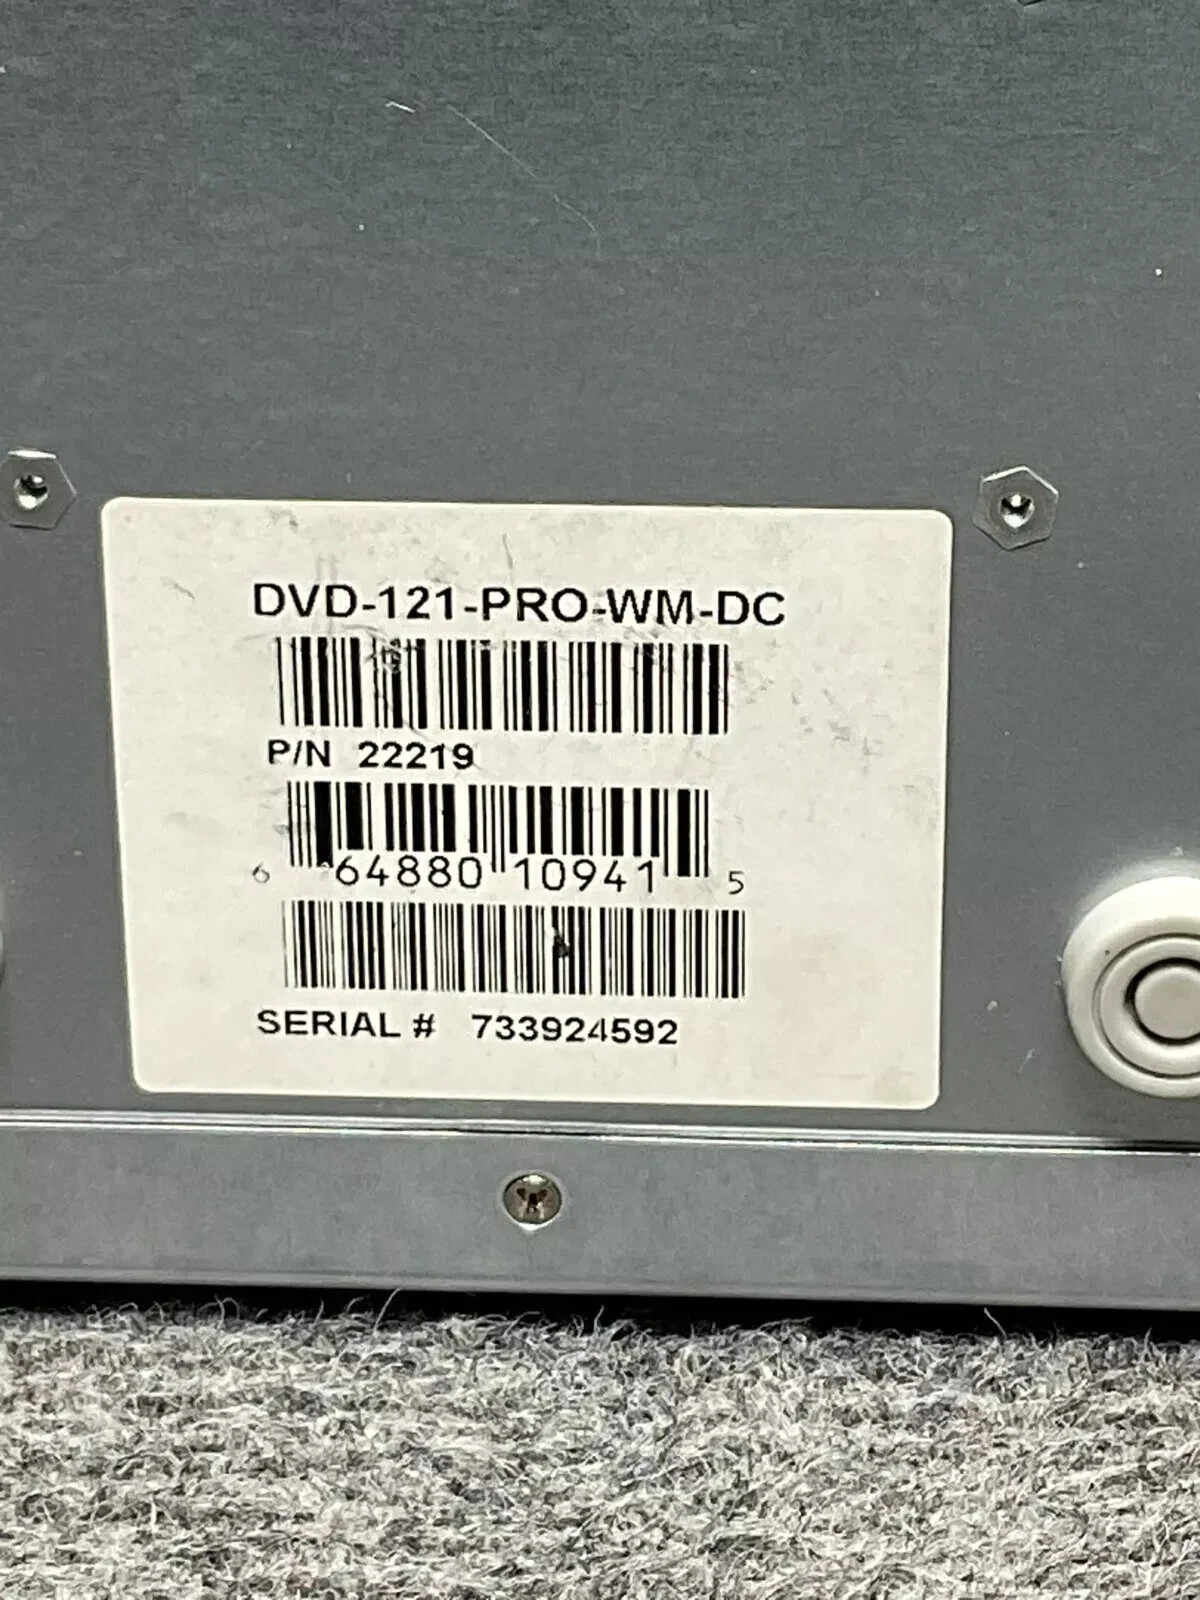 DVD-121-PRO-WM-DC
P/N 22219
6 64880 10941 5
SERIAL # 733924592